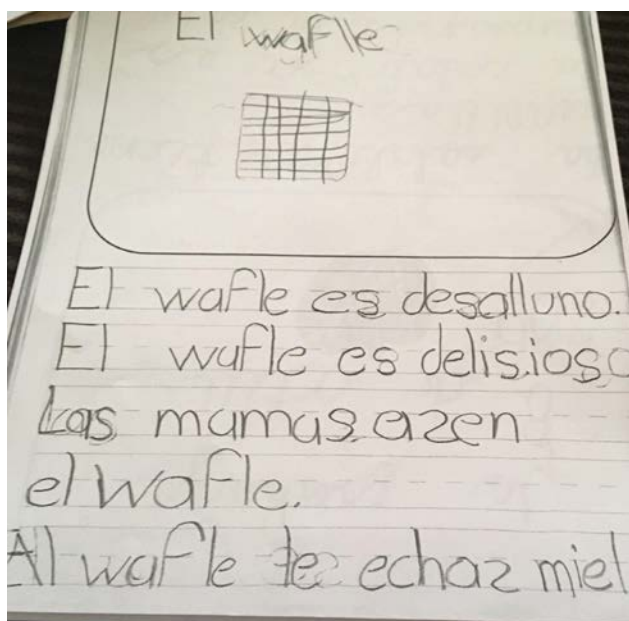 El wafle
El wafle es desalluno.
El wafle es delisioso
Las mamas azen
el wafle.
Al wafle le echaz miel